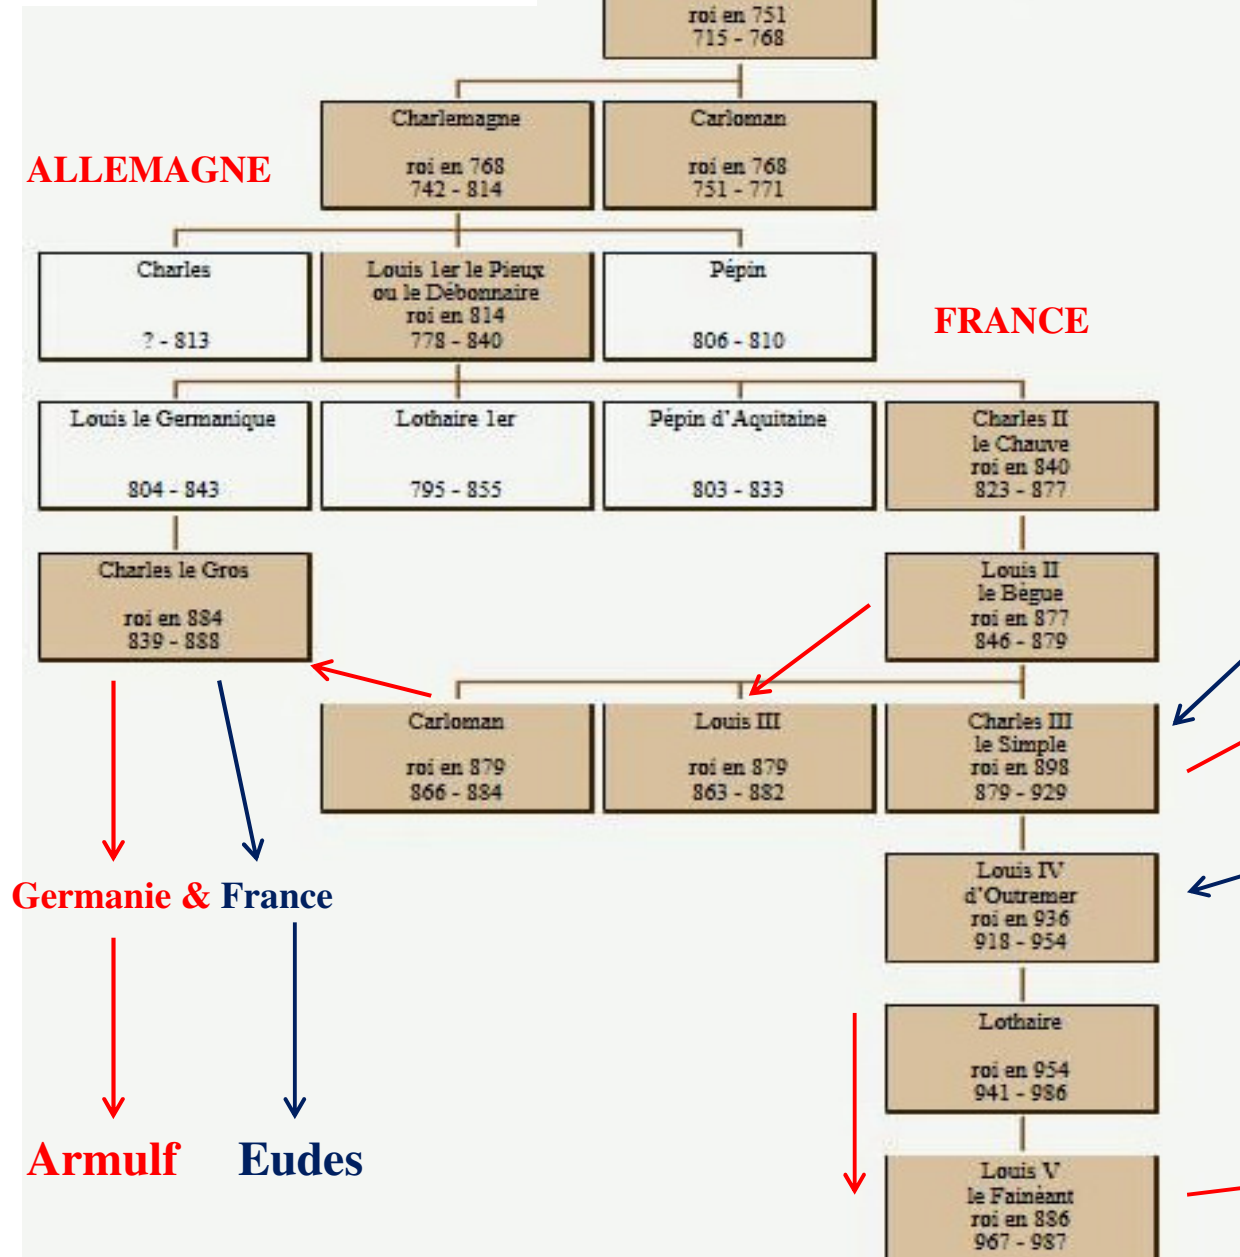 roi en 751
715 - 768
Charlemagne
roi en 768
742 - 814
Carloman
roi en 768
751 - 771
ALLEMAGNE
Charles
? - 813
Louis 1er le Pieux
ou le Débonnaire
roi en 814
778 - 840
Pépin
806 - 810
FRANCE
Louis le Germanique
804 - 843
Lothaire 1er
795 - 855
Pépin d'Aquitaine
803 - 833
Charles II
le Chauve
roi en 840
823 - 877
Charles le Gros
roi en 884
839 - 888
Louis II
le Bègue
roi en 877
846 - 879
Carloman
roi en 879
866 - 884
Louis III
roi en 879
863 - 882
Charles III
le Simple
roi en 898
879 - 929
Germanie & France
Louis IV
d'Outremer
roi en 936
918 - 954
Lothaire
roi en 954
941 - 986
Armulf
Eudes
Louis V
le Fainéant
roi en 886
967 - 987